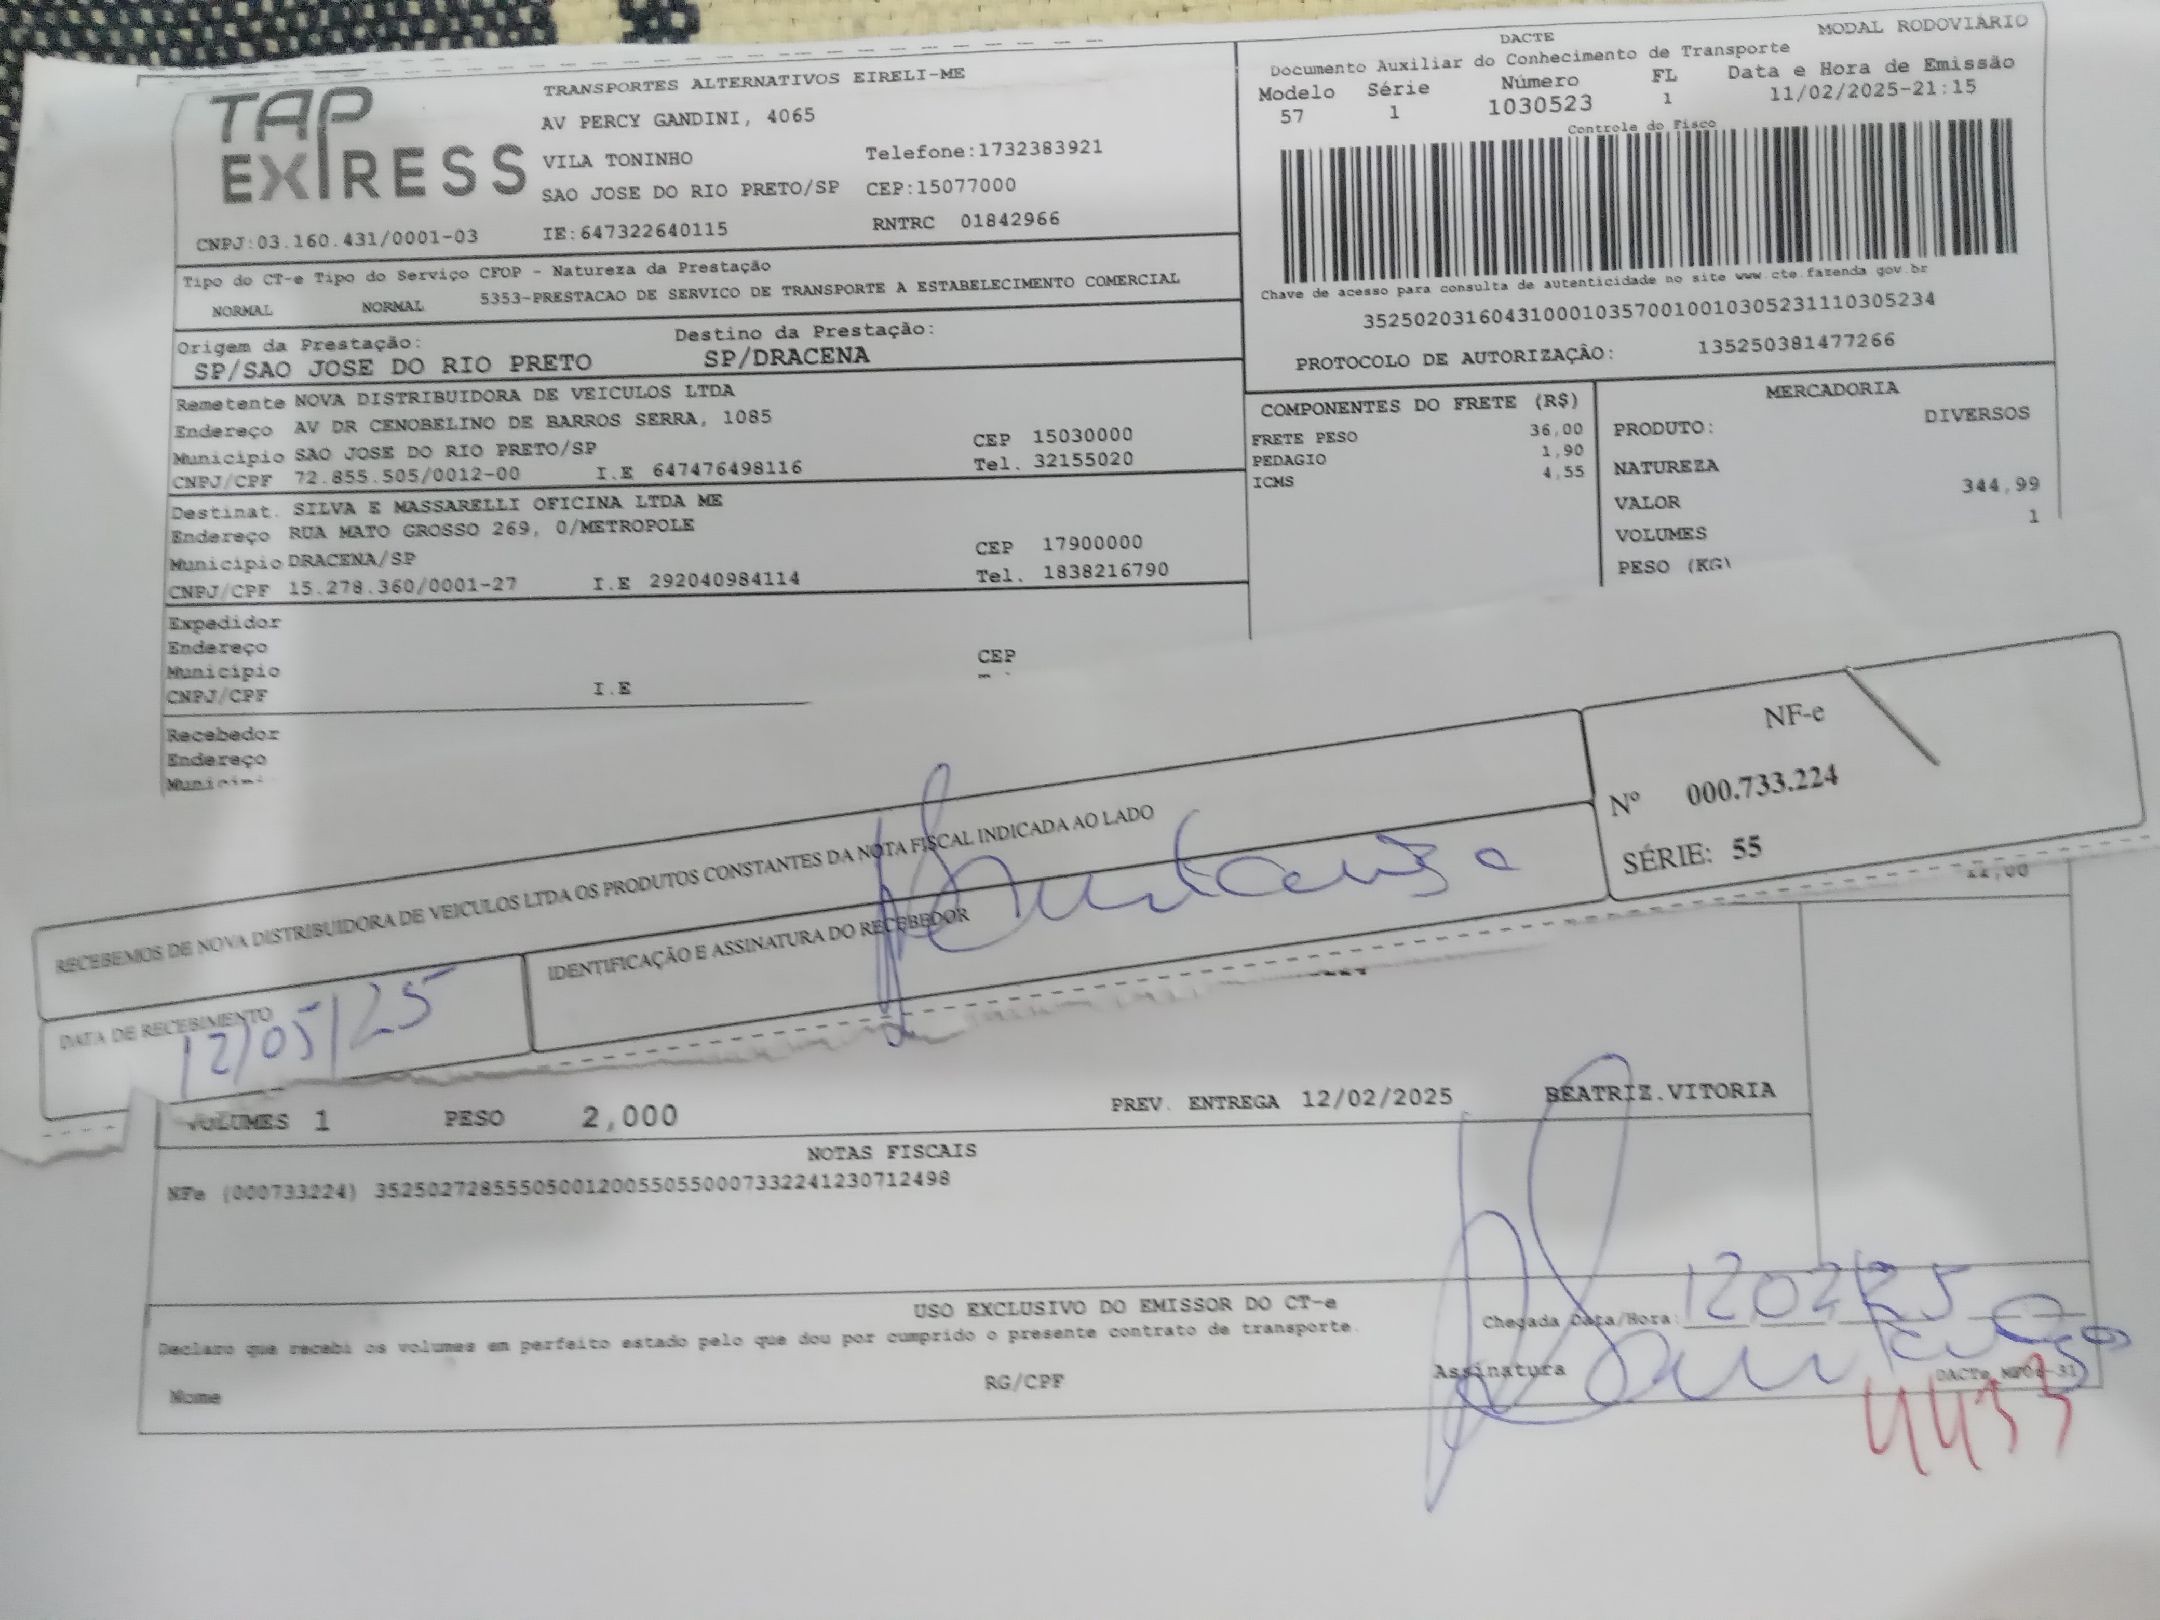 TAP EXPRESS
TRANSPORTES ALTERNATIVOS EIRELI-ME
AV PERCY GANDINI, 4065
VILA TONINHO Telefone:1732383921
SAO JOSE DO RIO PRETO/SP CEP:15077000
CNPJ:03.160.431/0001-03 IE:647322640115 RNTRC 01842966
MODAL RODOVIÁRIO
DACTE
Documento Auxiliar do Conhecimento de Transporte
Modelo Série Número FL Data e Hora de Emissão
57 1 1030523 1 11/02/2025-21:15
Controle do Fisco
Chave de acesso para consulta de autenticidade no site www.cte.fazenda gov.br
35250203160431000103570010010305231110305234
PROTOCOLO DE AUTORIZAÇÃO: 135250381477266
Tipo do CT-e Tipo do Serviço CFOP - Natureza da Prestação
NORMAL NORMAL 5353-PRESTACAO DE SERVICO DE TRANSPORTE A ESTABELECIMENTO COMERCIAL
Origem da Prestação: Destino da Prestação:
SP/SAO JOSE DO RIO PRETO SP/DRACENA
Remetente NOVA DISTRIBUIDORA DE VEICULOS LTDA
Endereço AV DR CENOBELINO DE BARROS SERRA, 1085
Município SAO JOSE DO RIO PRETO/SP CEP 15030000
CNPJ/CPF 72.855.505/0012-00 I.E 647476498116 Tel. 32155020
Destinat. SILVA E MASSARELLI OFICINA LTDA ME
Endereço RUA MATO GROSSO 269, 0/METROPOLE
Município DRACENA/SP CEP 17900000
CNPJ/CPF 15.278.360/0001-27 I.E 292040984114 Tel. 1838216790
COMPONENTES DO FRETE (R$)
FRETE PESO 36,00
PEDAGIO 1,90
ICMS 4,55
MERCADORIA
PRODUTO: DIVERSOS
NATUREZA
VALOR 344,99
VOLUMES 1
PESO (KG)
Expedidor
Endereço
Município CEP
CNPJ/CPF I.E
Recebedor
Endereço
RECEBEMOS DE NOVA DISTRIBUIDORA DE VEICULOS LTDA OS PRODUTOS CONSTANTES DA NOTA FISCAL INDICADA AO LADO
DATA DE RECEBIMENTO
12/05/25
IDENTIFICAÇÃO E ASSINATURA DO RECEBEDOR
NF-e
Nº 000.733.224
SÉRIE: 55
VOLUMES 1 PESO 2,000 PREV. ENTREGA 12/02/2025 BEATRIZ.VITORIA
NOTAS FISCAIS
NFe (000733224) 35250272855505001200550550007332241230712498
USO EXCLUSIVO DO EMISSOR DO CT-e
Declaro que recebi os volumes em perfeito estado pelo que dou por cumprido o presente contrato de transporte.
Chegada Data/Hora:
Nome RG/CPF Assinatura